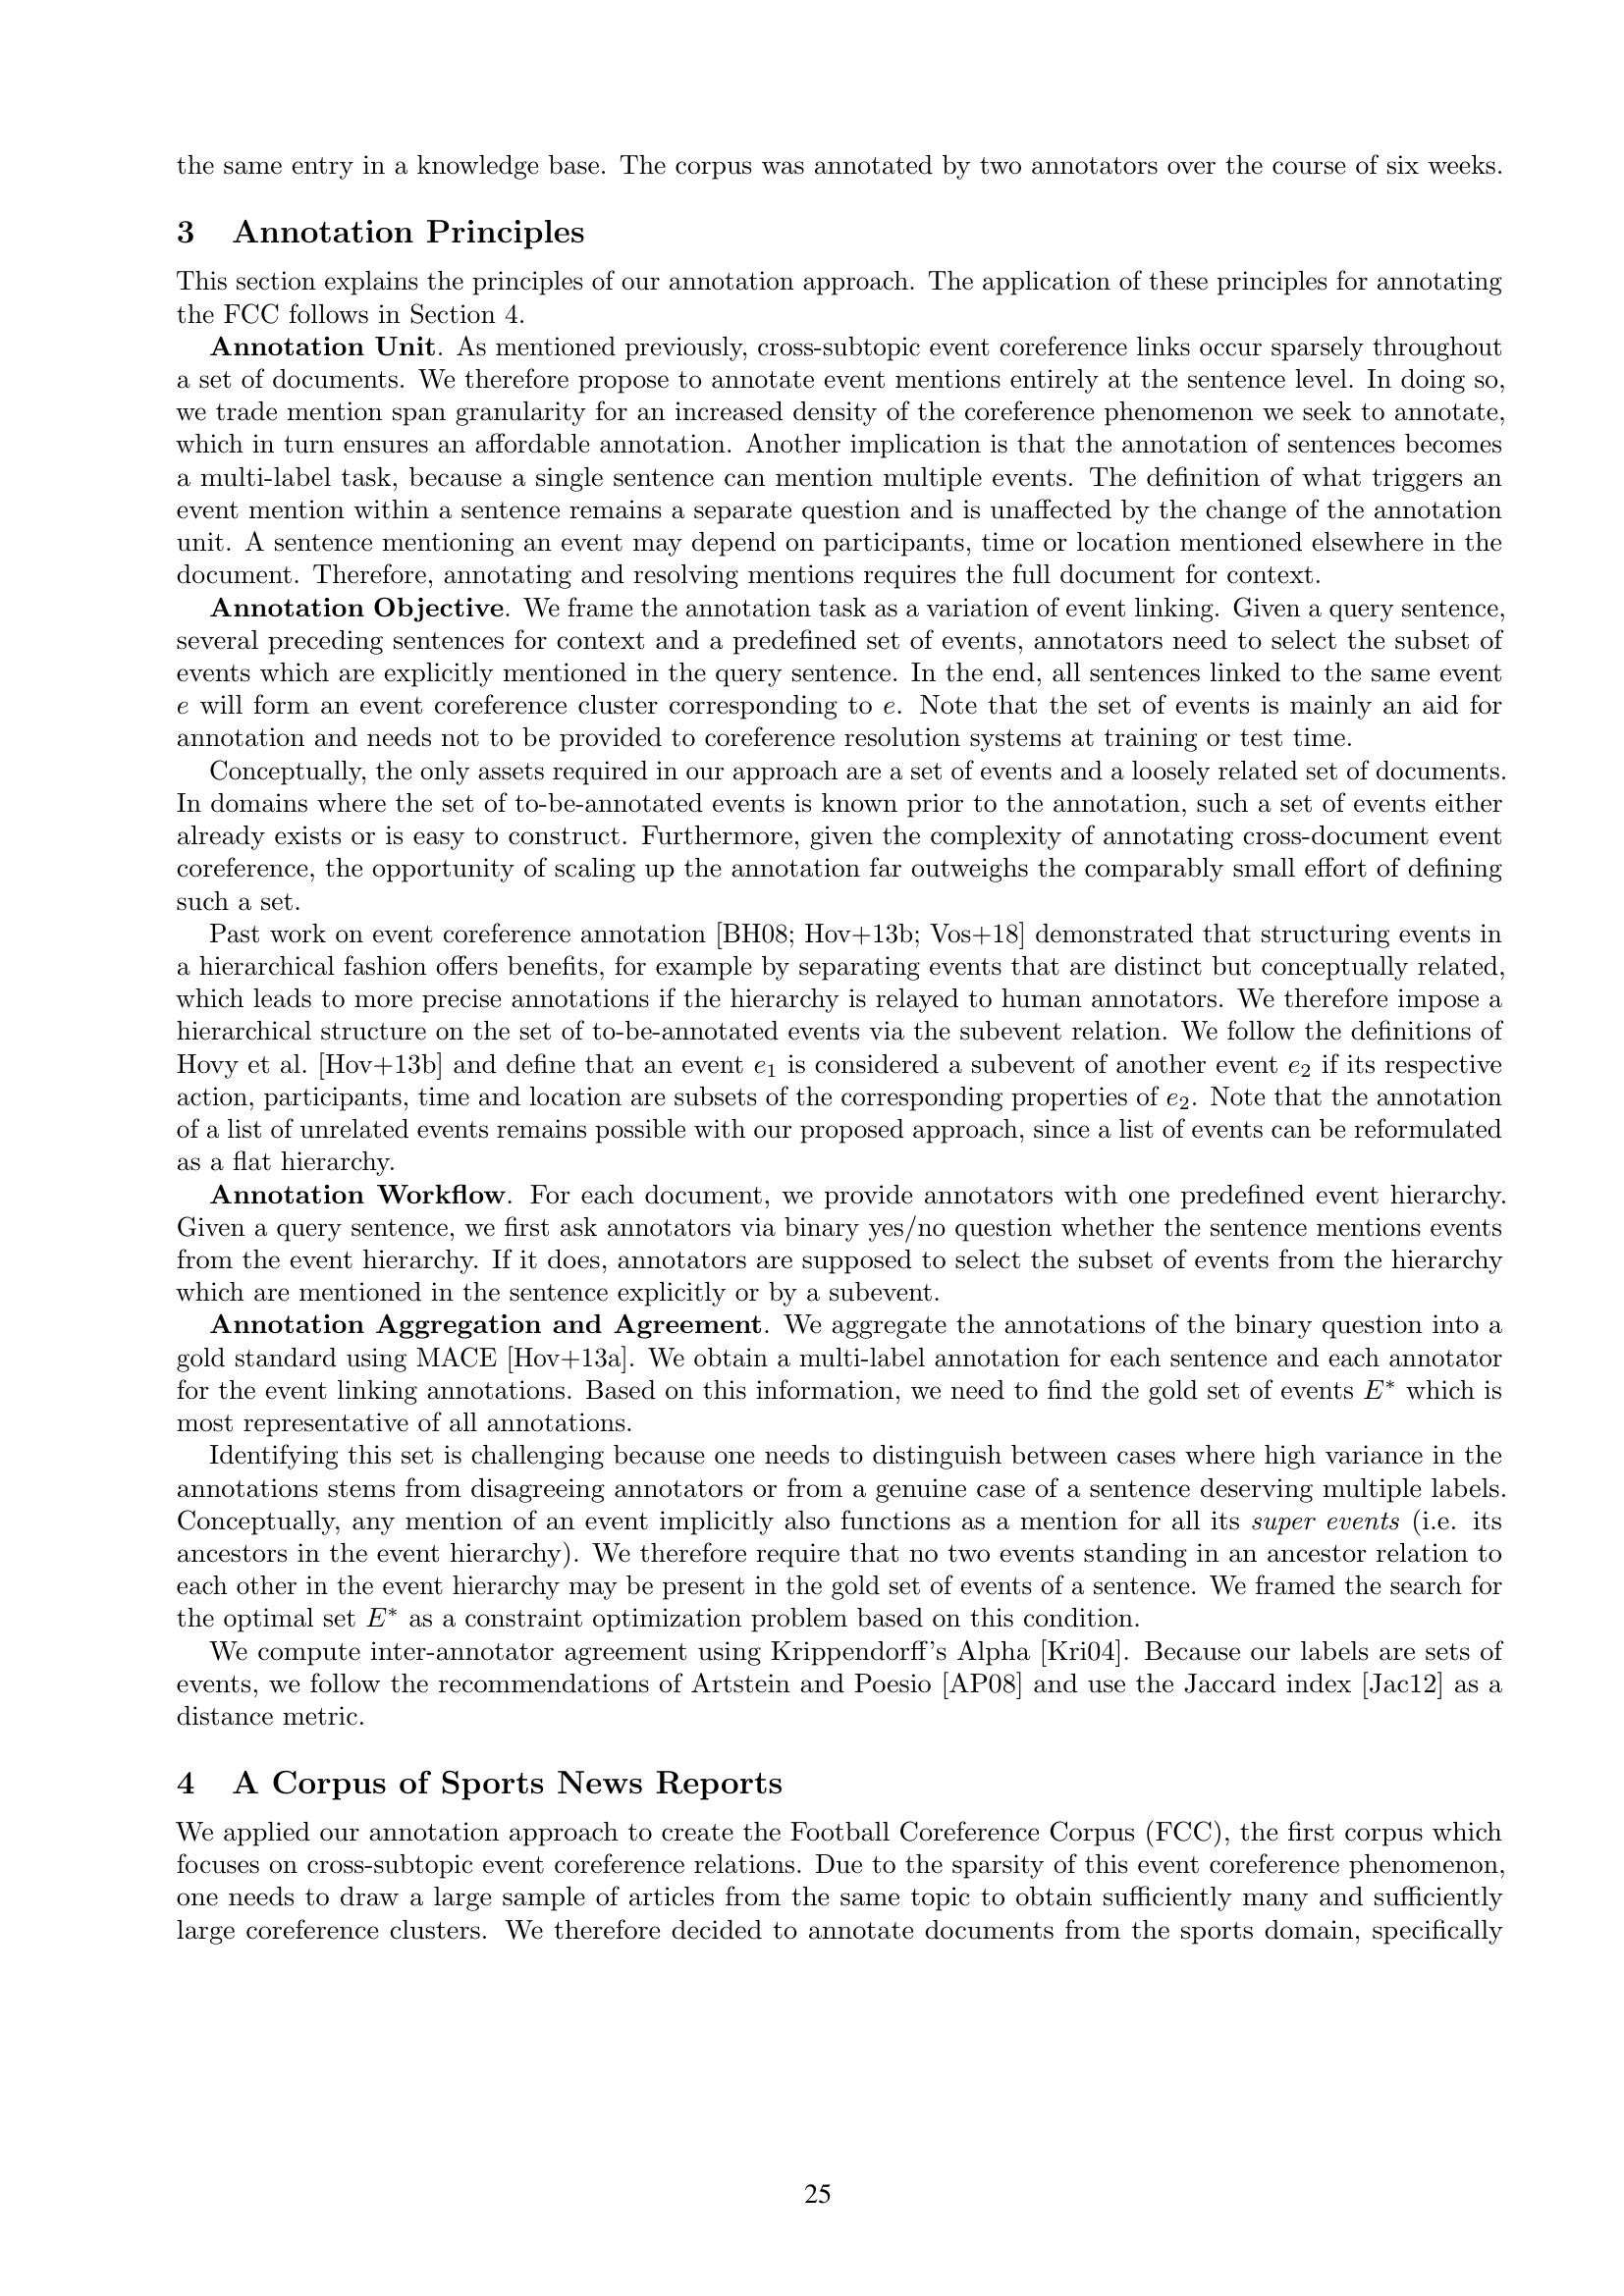 the same entry in a knowledge base. The corpus was annotated by two annotators over the course of six weeks.
3 Annotation Principles
This section explains the principles of our annotation approach. The application of these principles for annotating
the FCC follows in Section 4.
Annotation Unit. As mentioned previously, cross-subtopic event coreference links occur sparsely throughout
a set of documents. We therefore propose to annotate event mentions entirely at the sentence level. In doing so,
we trade mention span granularity for an increased density of the coreference phenomenon we seek to annotate,
which in turn ensures an affordable annotation. Another implication is that the annotation of sentences becomes
a multi-label task, because a single sentence can mention multiple events. The definition of what triggers an
event mention within a sentence remains a separate question and is unaffected by the change of the annotation
unit. A sentence mentioning an event may depend on participants, time or location mentioned elsewhere in the
document. Therefore, annotating and resolving mentions requires the full document for context.
Annotation Objective. We frame the annotation task as a variation of event linking. Given a query sentence,
several preceding sentences for context and a predefined set of events, annotators need to select the subset of
events which are explicitly mentioned in the query sentence. In the end, all sentences linked to the same event
e will form an event coreference cluster corresponding to e. Note that the set of events is mainly an aid for
annotation and needs not to be provided to coreference resolution systems at training or test time.
Conceptually, the only assets required in our approach are a set of events and a loosely related set of documents.
In domains where the set of to-be-annotated events is known prior to the annotation, such a set of events either
already exists or is easy to construct. Furthermore, given the complexity of annotating cross-document event
coreference, the opportunity of scaling up the annotation far outweighs the comparably small effort of defining
such a set.
Past work on event coreference annotation [BH08; Hov+13b; Vos+18] demonstrated that structuring events in
a hierarchical fashion offers benefits, for example by separating events that are distinct but conceptually related,
which leads to more precise annotations if the hierarchy is relayed to human annotators. We therefore impose a
hierarchical structure on the set of to-be-annotated events via the subevent relation. We follow the definitions of
Hovy et al. [Hov+13b] and define that an event e1 is considered a subevent of another event e2 if its respective
action, participants, time and location are subsets of the corresponding properties of e2. Note that the annotation
of a list of unrelated events remains possible with our proposed approach, since a list of events can be reformulated
as a flat hierarchy.
Annotation Workflow. For each document, we provide annotators with one predefined event hierarchy.
Given a query sentence, we first ask annotators via binary yes/no question whether the sentence mentions events
from the event hierarchy. If it does, annotators are supposed to select the subset of events from the hierarchy
which are mentioned in the sentence explicitly or by a subevent.
Annotation Aggregation and Agreement. We aggregate the annotations of the binary question into a
gold standard using MACE [Hov+13a]. We obtain a multi-label annotation for each sentence and each annotator
for the event linking annotations. Based on this information, we need to find the gold set of events E* which is
most representative of all annotations.
Identifying this set is challenging because one needs to distinguish between cases where high variance in the
annotations stems from disagreeing annotators or from a genuine case of a sentence deserving multiple labels.
Conceptually, any mention of an event implicitly also functions as a mention for all its super events (i.e. its
ancestors in the event hierarchy). We therefore require that no two events standing in an ancestor relation to
each other in the event hierarchy may be present in the gold set of events of a sentence. We framed the search for
the optimal set E* as a constraint optimization problem based on this condition.
We compute inter-annotator agreement using Krippendorff's Alpha [Kri04]. Because our labels are sets of
events, we follow the recommendations of Artstein and Poesio [AP08] and use the Jaccard index [Jac12] as a
distance metric.
4 A Corpus of Sports News Reports
We applied our annotation approach to create the Football Coreference Corpus (FCC), the first corpus which
focuses on cross-subtopic event coreference relations. Due to the sparsity of this event coreference phenomenon,
one needs to draw a large sample of articles from the same topic to obtain sufficiently many and sufficiently
large coreference clusters. We therefore decided to annotate documents from the sports domain, specifically
25